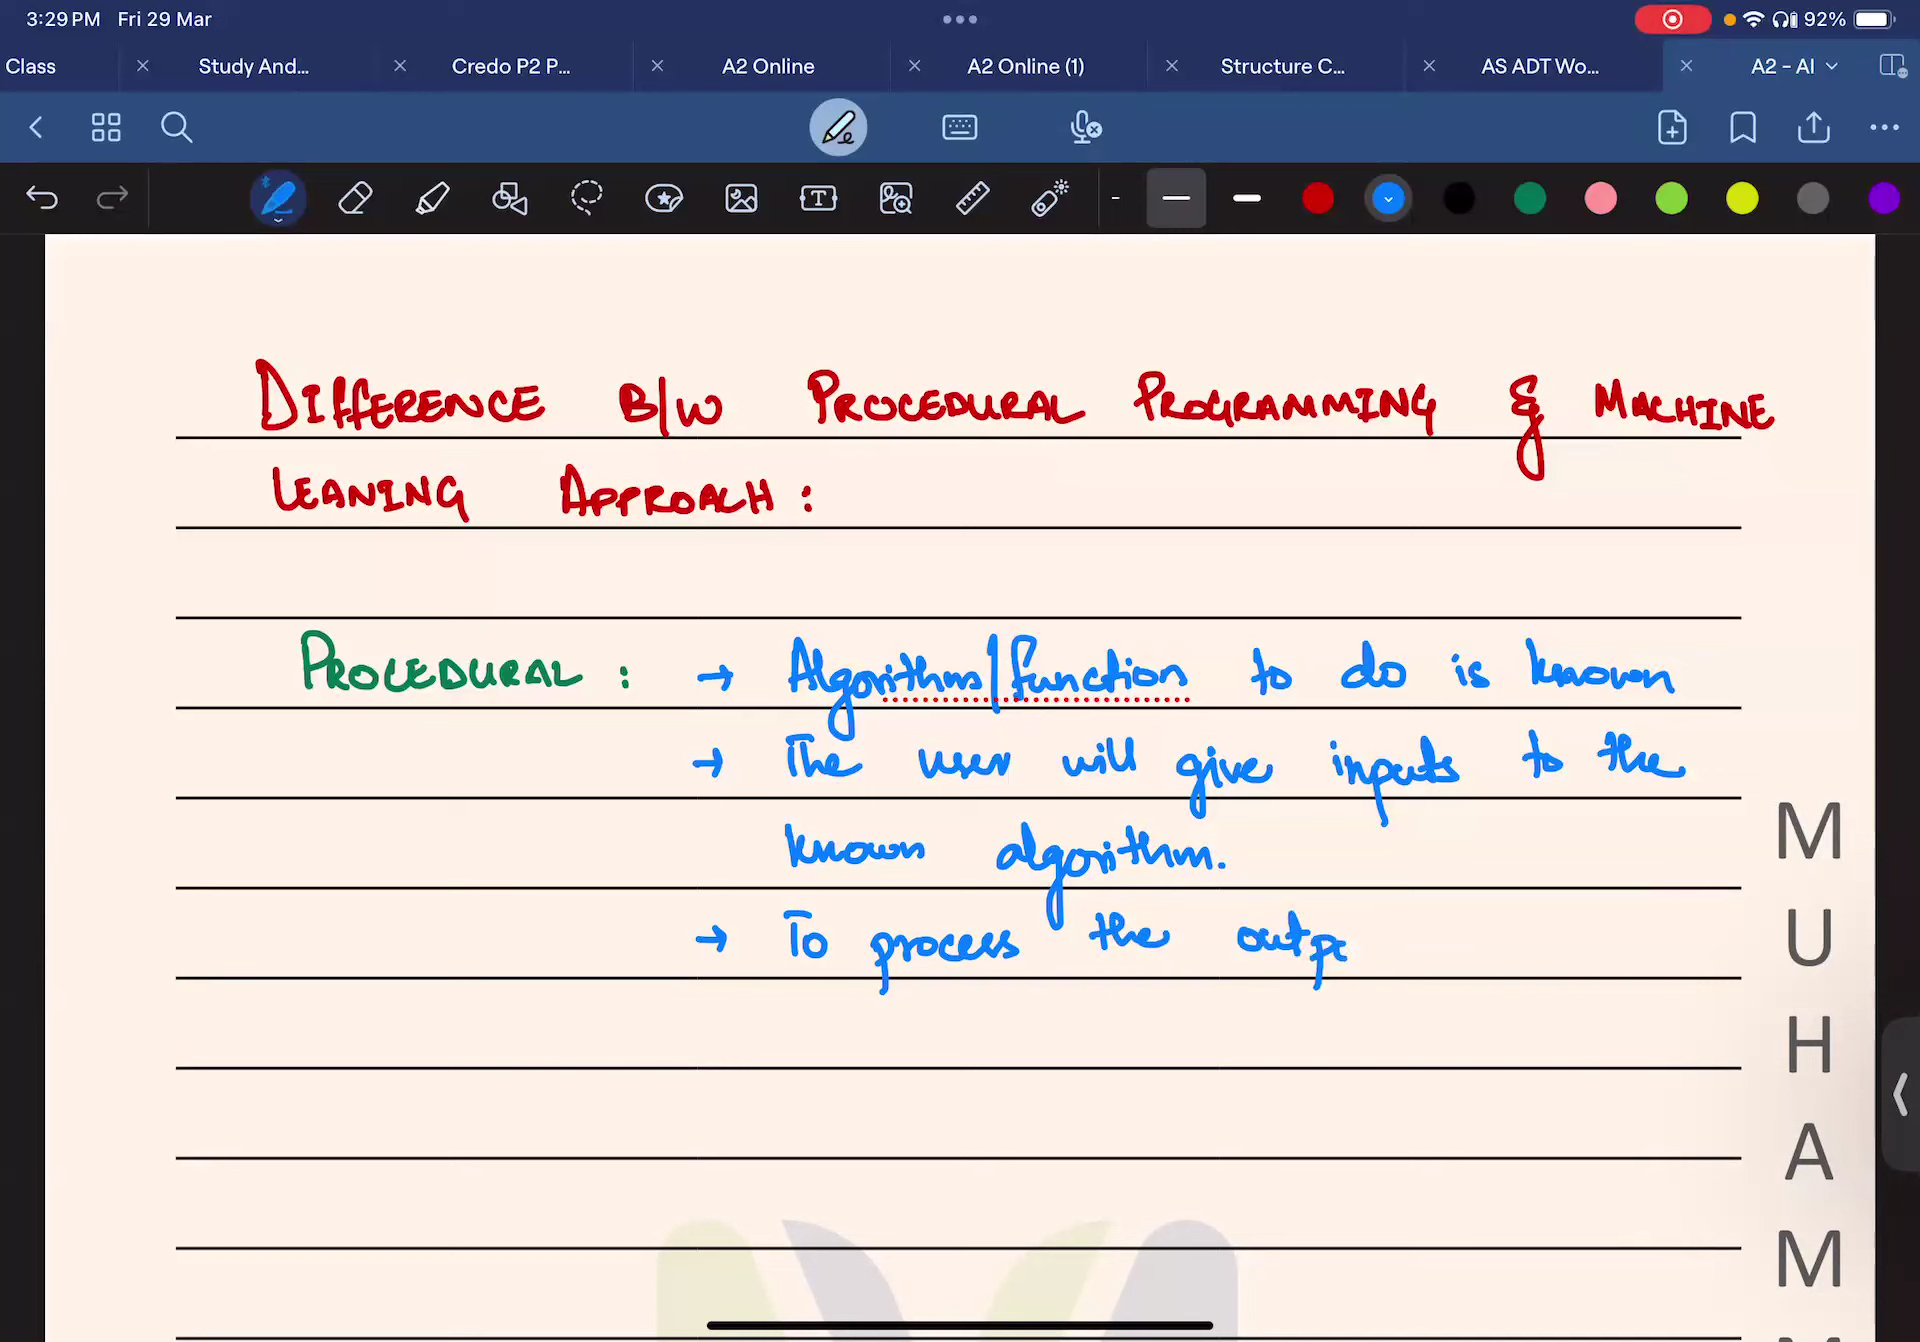 3:29 PM Fri 29 Mar 92%
Class Study And... Credo P2 P... A2 Online A2 Online (1) Structure C... AS ADT Wo... A2 - AI
DIFFERENCE B/W PROCEDURAL PROGRAMMING & MACHINE
LEANING APPROACH :
PROCEDURAL : → Algorithm/function to do is known
→ The user will give inputs to the
known algorithm.
→ To process the outp
M
U
H
A
M